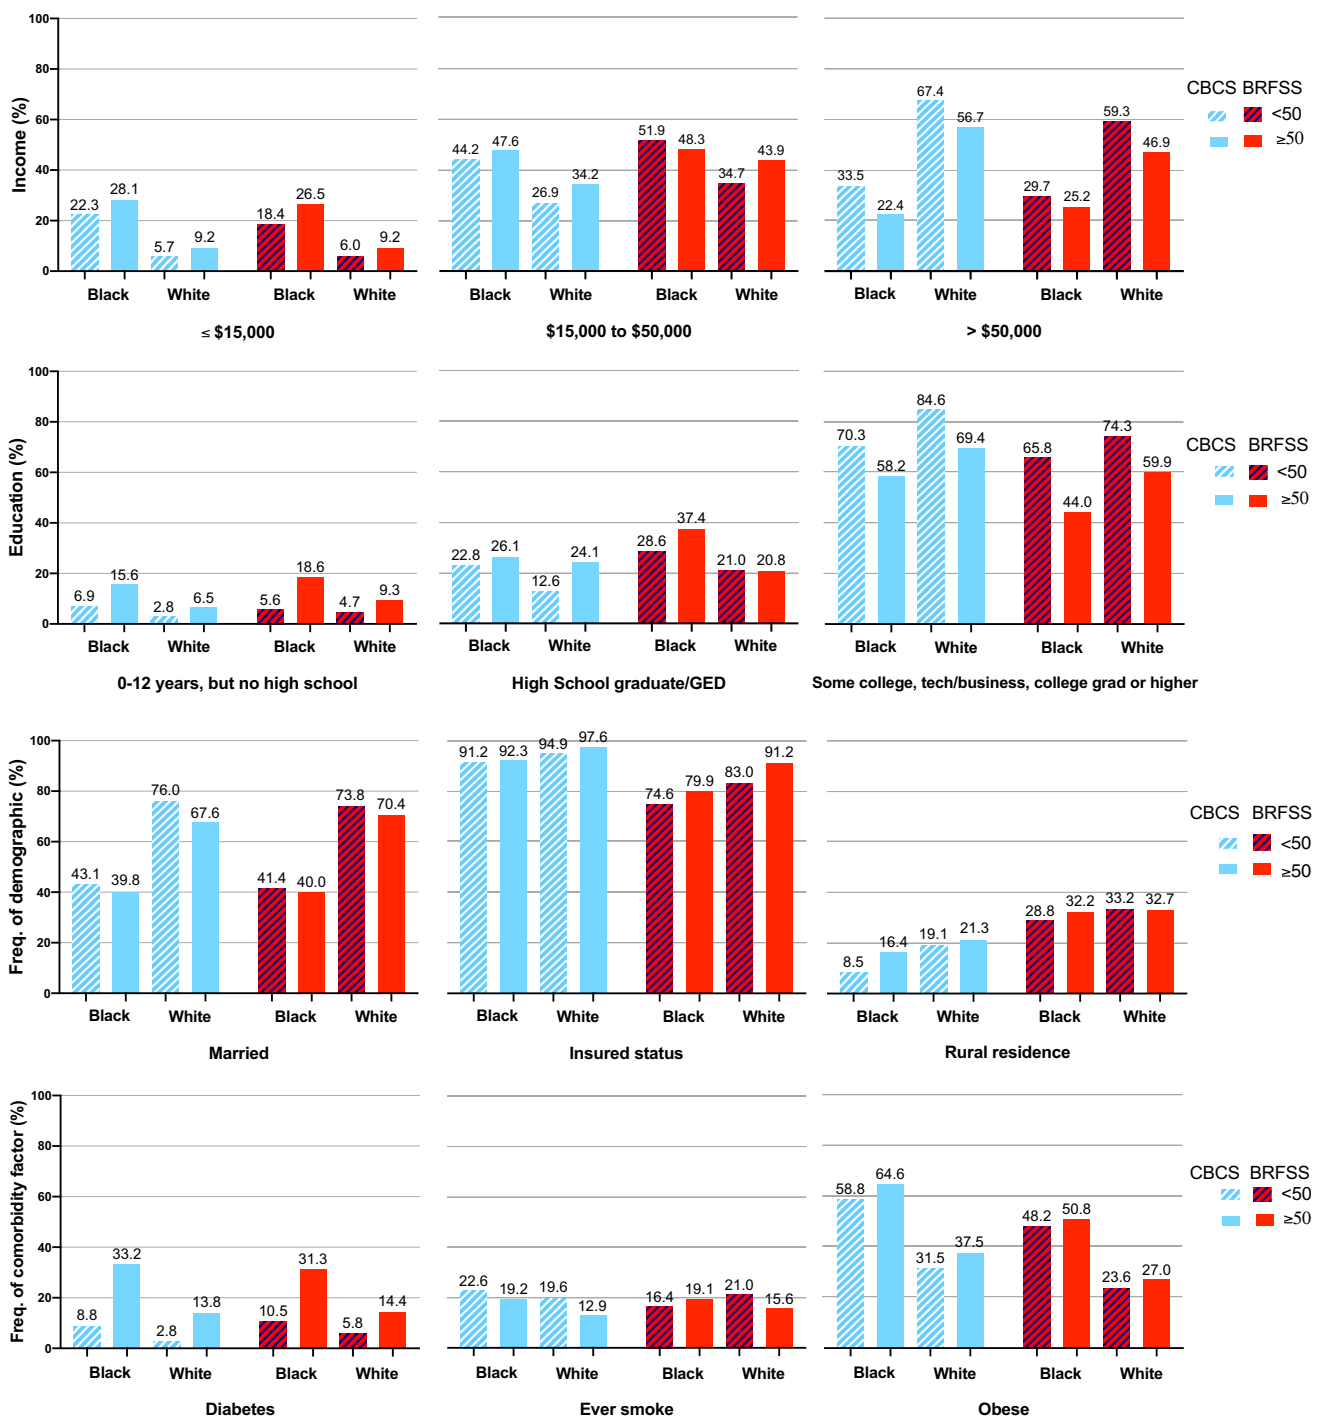 Income (%)
100
80
60
40
20
0
22.3 28.1 5.7 9.2 18.4 26.5 6.0 9.2
Black White Black White
≤ $15,000
44.2 47.6 26.9 34.2 51.9 48.3 34.7 43.9
Black White Black White
$15,000 to $50,000
33.5 22.4 67.4 56.7 29.7 25.2 59.3 46.9
Black White Black White
> $50,000
CBCS BRFSS
<50
≥50
Education (%)
100
80
60
40
20
0
6.9 15.6 2.8 6.5 5.6 18.6 4.7 9.3
Black White Black White
0-12 years, but no high school
22.8 26.1 12.6 24.1 28.6 37.4 21.0 20.8
Black White Black White
High School graduate/GED
70.3 58.2 84.6 69.4 65.8 44.0 74.3 59.9
Black White Black White
Some college, tech/business, college grad or higher
CBCS BRFSS
<50
≥50
Freq. of demographic (%)
100
80
60
40
20
0
43.1 39.8 76.0 67.6 41.4 40.0 73.8 70.4
Black White Black White
Married
91.2 92.3 94.9 97.6 74.6 79.9 83.0 91.2
Black White Black White
Insured status
8.5 16.4 19.1 21.3 28.8 32.2 33.2 32.7
Black White Black White
Rural residence
CBCS BRFSS
<50
≥50
Freq. of comorbidity factor (%)
100
80
60
40
20
0
8.8 33.2 2.8 13.8 10.5 31.3 5.8 14.4
Black White Black White
Diabetes
22.6 19.2 19.6 12.9 16.4 19.1 21.0 15.6
Black White Black White
Ever smoke
58.8 64.6 31.5 37.5 48.2 50.8 23.6 27.0
Black White Black White
Obese
CBCS BRFSS
<50
≥50